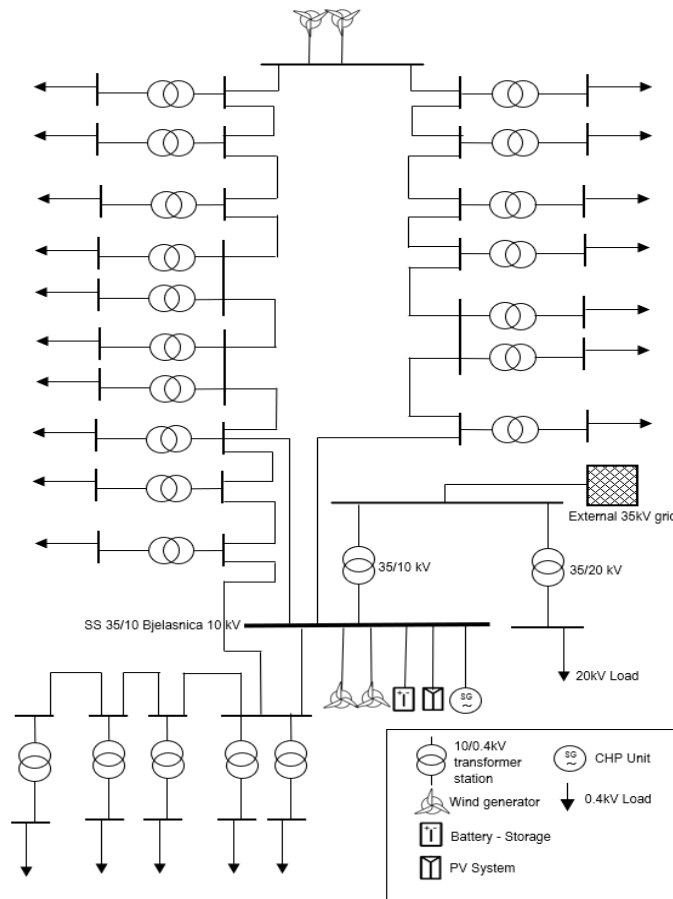 External 35kV grid
35/10 kV
35/20 kV
SS 35/10 Bjelasnica 10 kV
20kV Load
SG
~
10/0.4kV
transformer
station
SG
~
CHP Unit
Wind generator
0.4kV Load
Battery - Storage
PV System